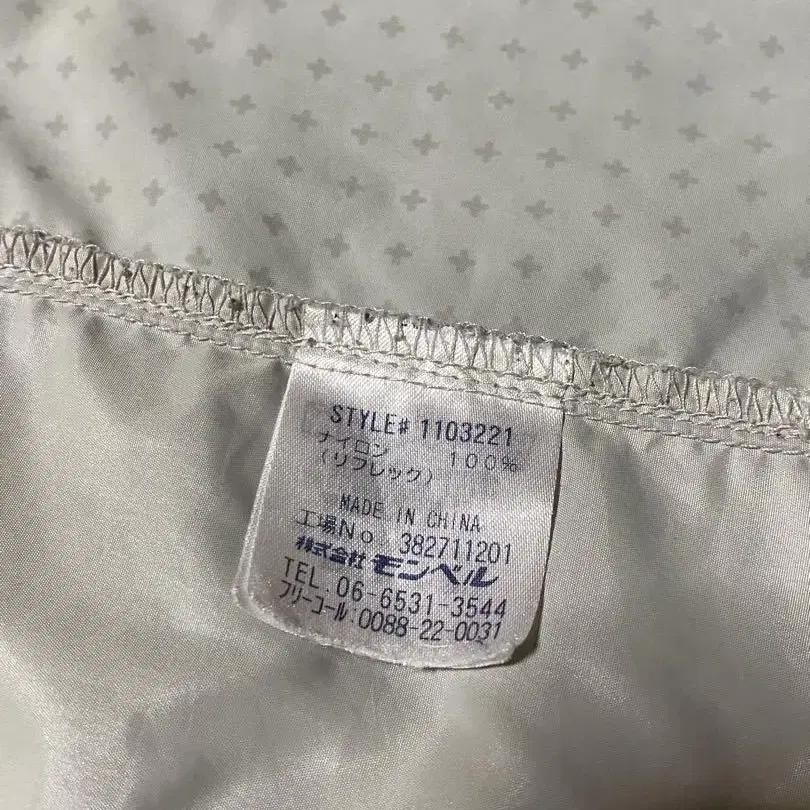 STYLE# 1103221
ナイロン 100%
(リフレック)
MADE IN CHINA
工場No. 382711201
株式会社 モンベル
TEL.06-6531-3544
フリーコール:0088-22-0031